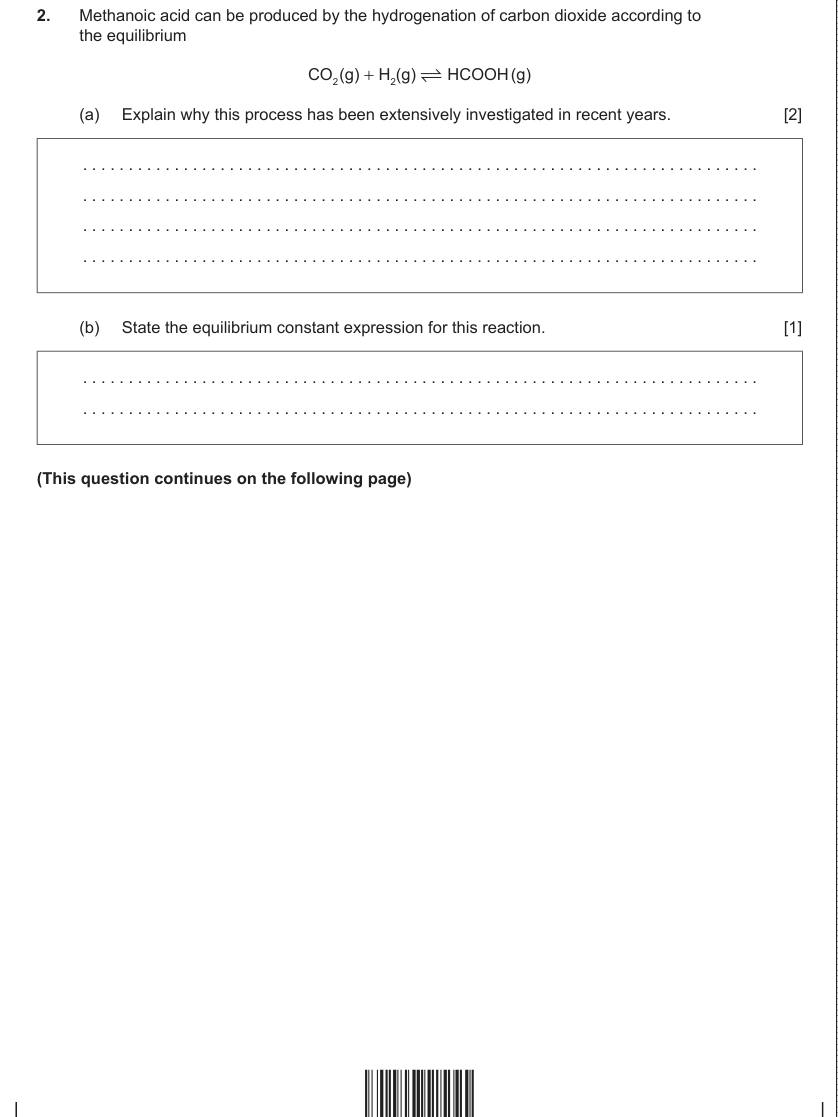 2. Methanoic acid can be produced by the hydrogenation of carbon dioxide according to
the equilibrium
CO₂(g) + H₂(g) ⇌ HCOOH (g)
(a) Explain why this process has been extensively investigated in recent years. [2]
(b) State the equilibrium constant expression for this reaction. [1]
(This question continues on the following page)